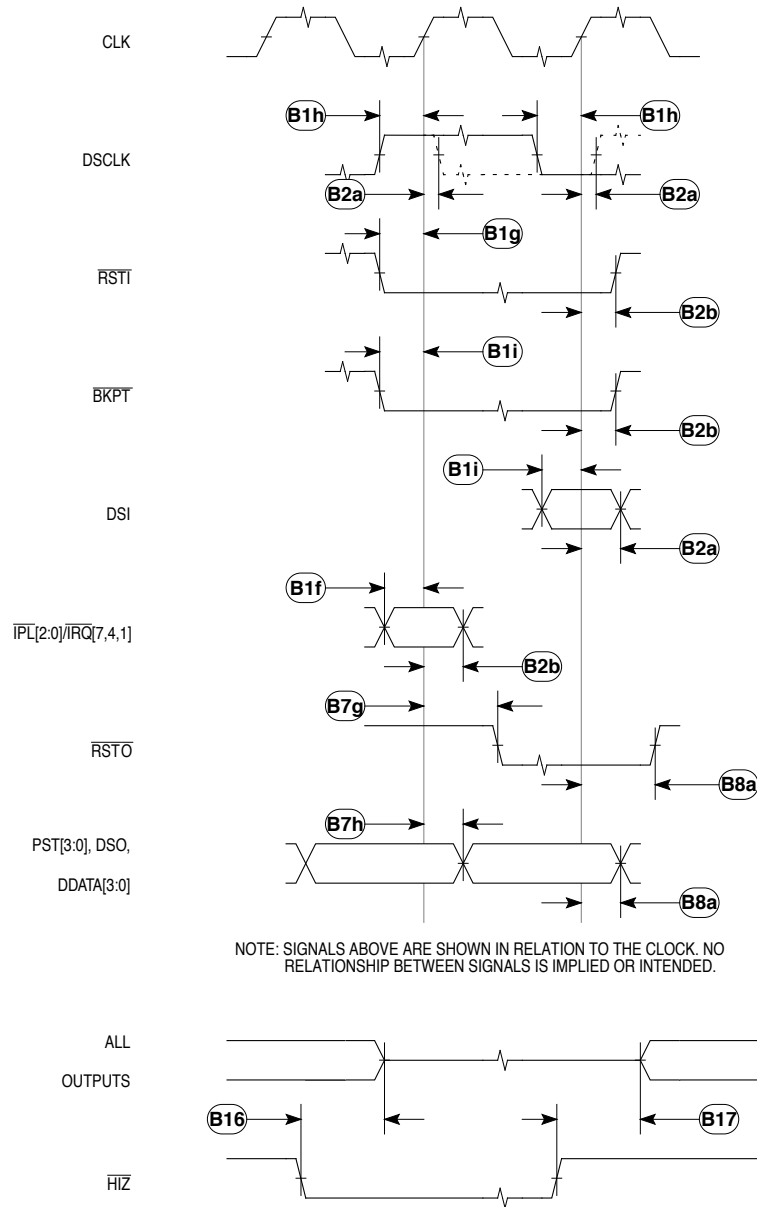 CLK
B1h
B1h
DSCLK
B2a
B2a
B1g
RSTI
B2b
B1i
BKPT
B2b
B1i
DSI
B2a
B1f
IPL[2:0]/IRQ[7,4,1]
B2b
B7g
RSTO
B8a
B7h
PST[3:0], DSO,
DDATA[3:0]
B8a
NOTE: SIGNALS ABOVE ARE SHOWN IN RELATION TO THE CLOCK. NO
RELATIONSHIP BETWEEN SIGNALS IS IMPLIED OR INTENDED.
ALL
OUTPUTS
B16
B17
HIZ